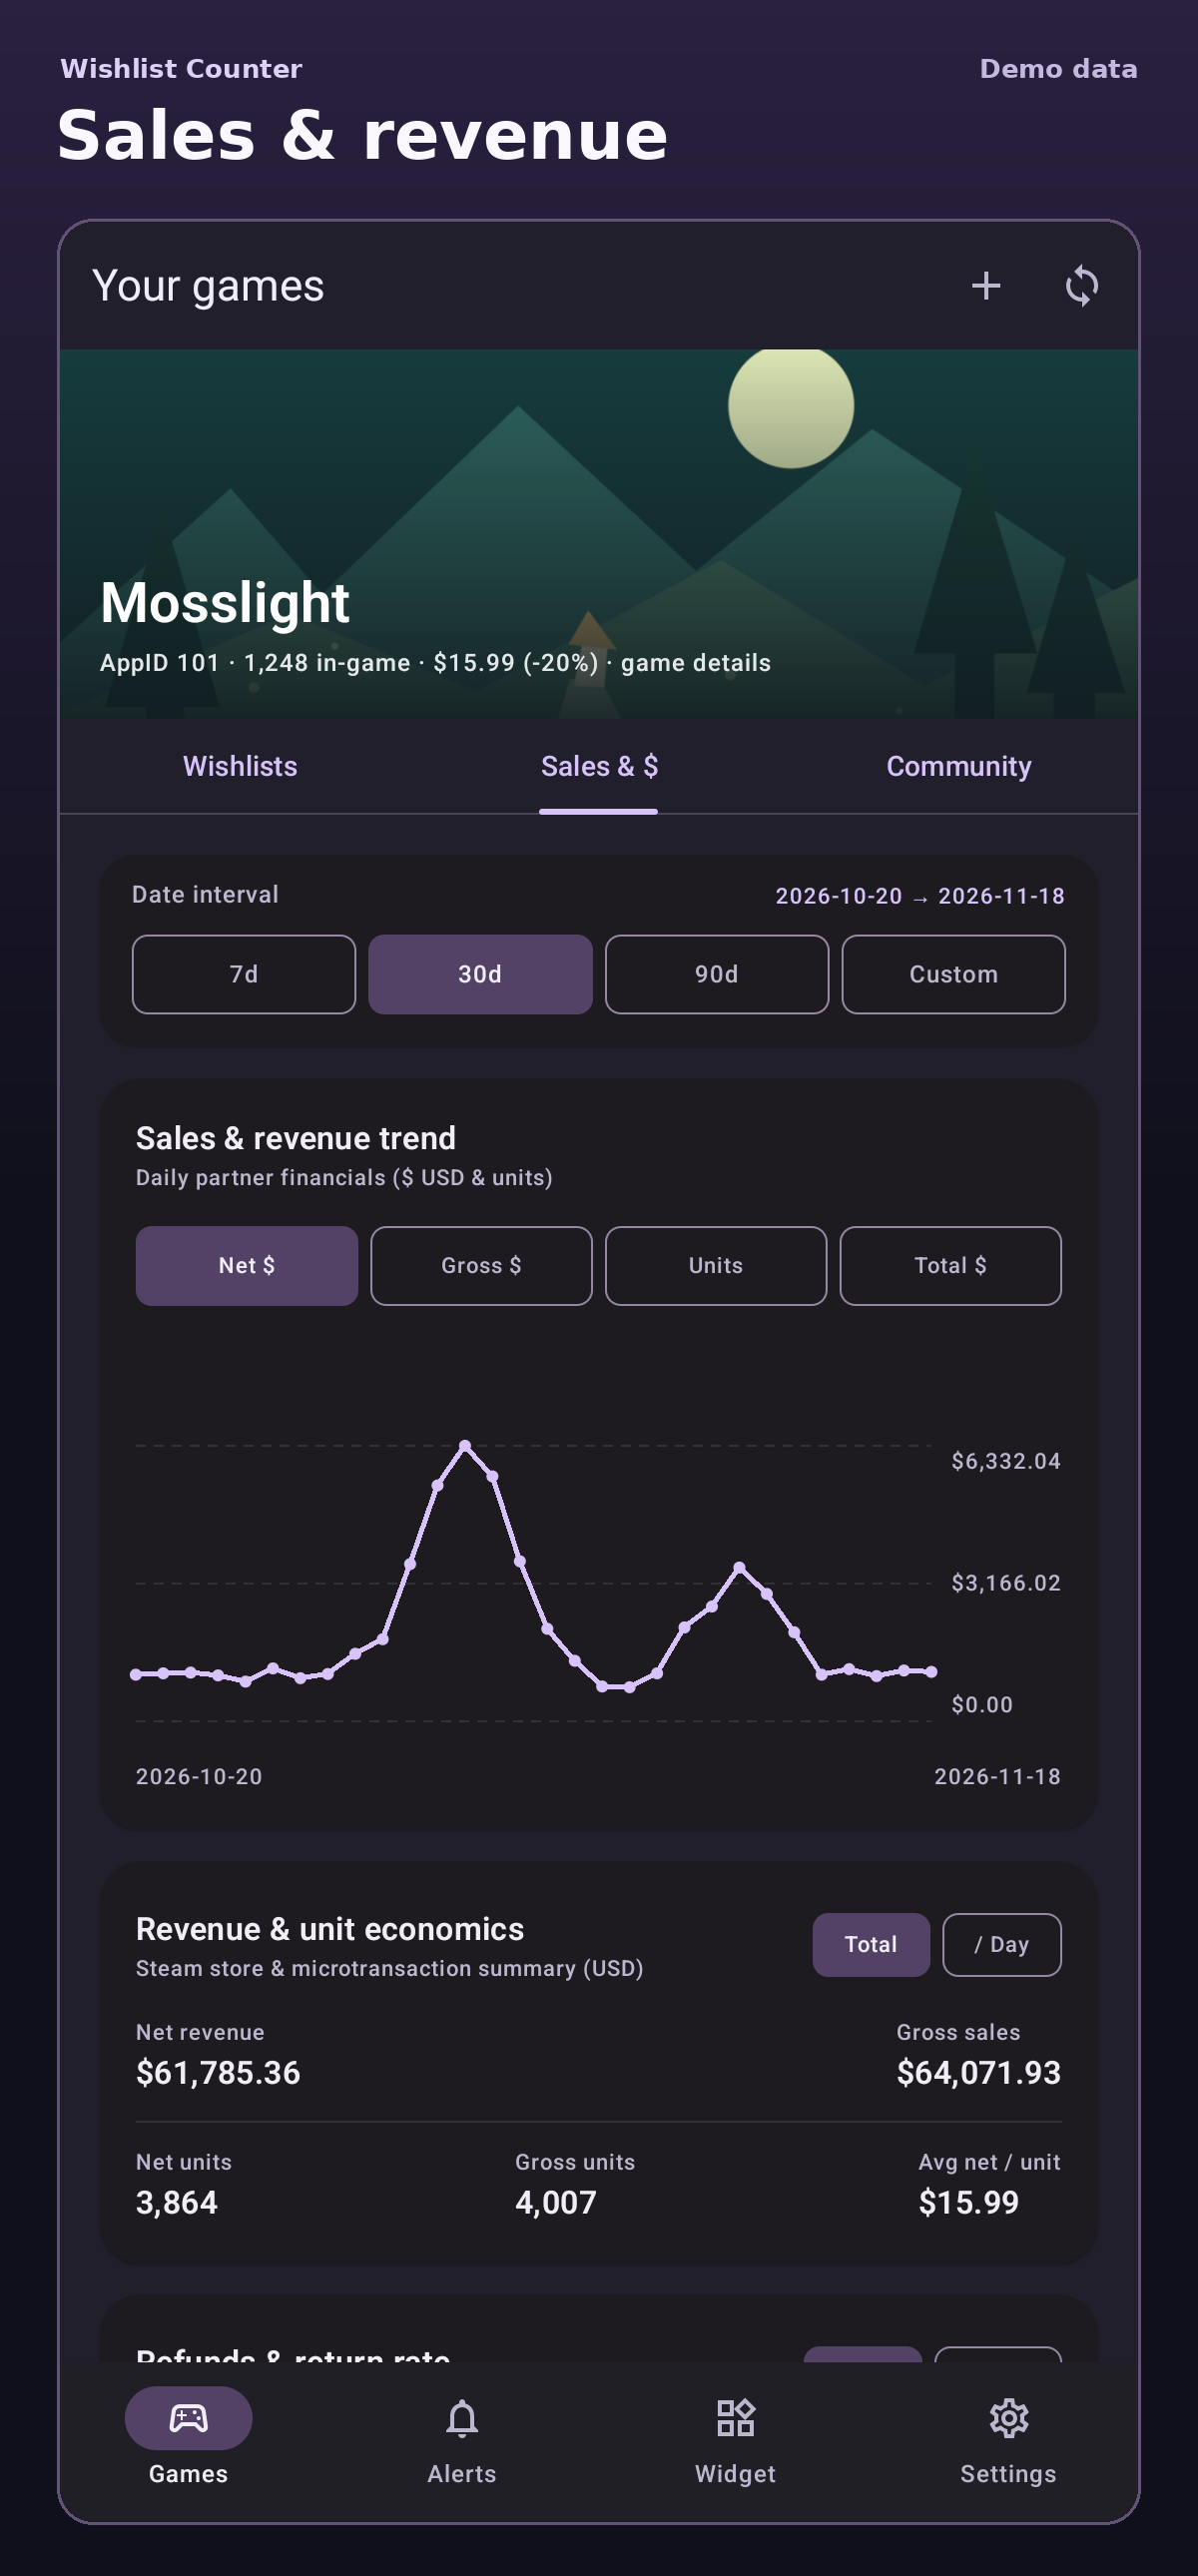 Wishlist Counter
Demo data
Sales & revenue
Your games
Mosslight
AppID 101 · 1,248 in-game · $15.99 (-20%) · game details
Wishlists
Sales & $
Community
Date interval
2026-10-20 → 2026-11-18
7d
30d
90d
Custom
Sales & revenue trend
Daily partner financials ($ USD & units)
Net $
Gross $
Units
Total $
$6,332.04
$3,166.02
$0.00
2026-10-20
2026-11-18
Revenue & unit economics
Total
/ Day
Steam store & microtransaction summary (USD)
Net revenue
Gross sales
$61,785.36
$64,071.93
Net units
Gross units
Avg net / unit
3,864
4,007
$15.99
Refunds & return rate
Games
Alerts
Widget
Settings